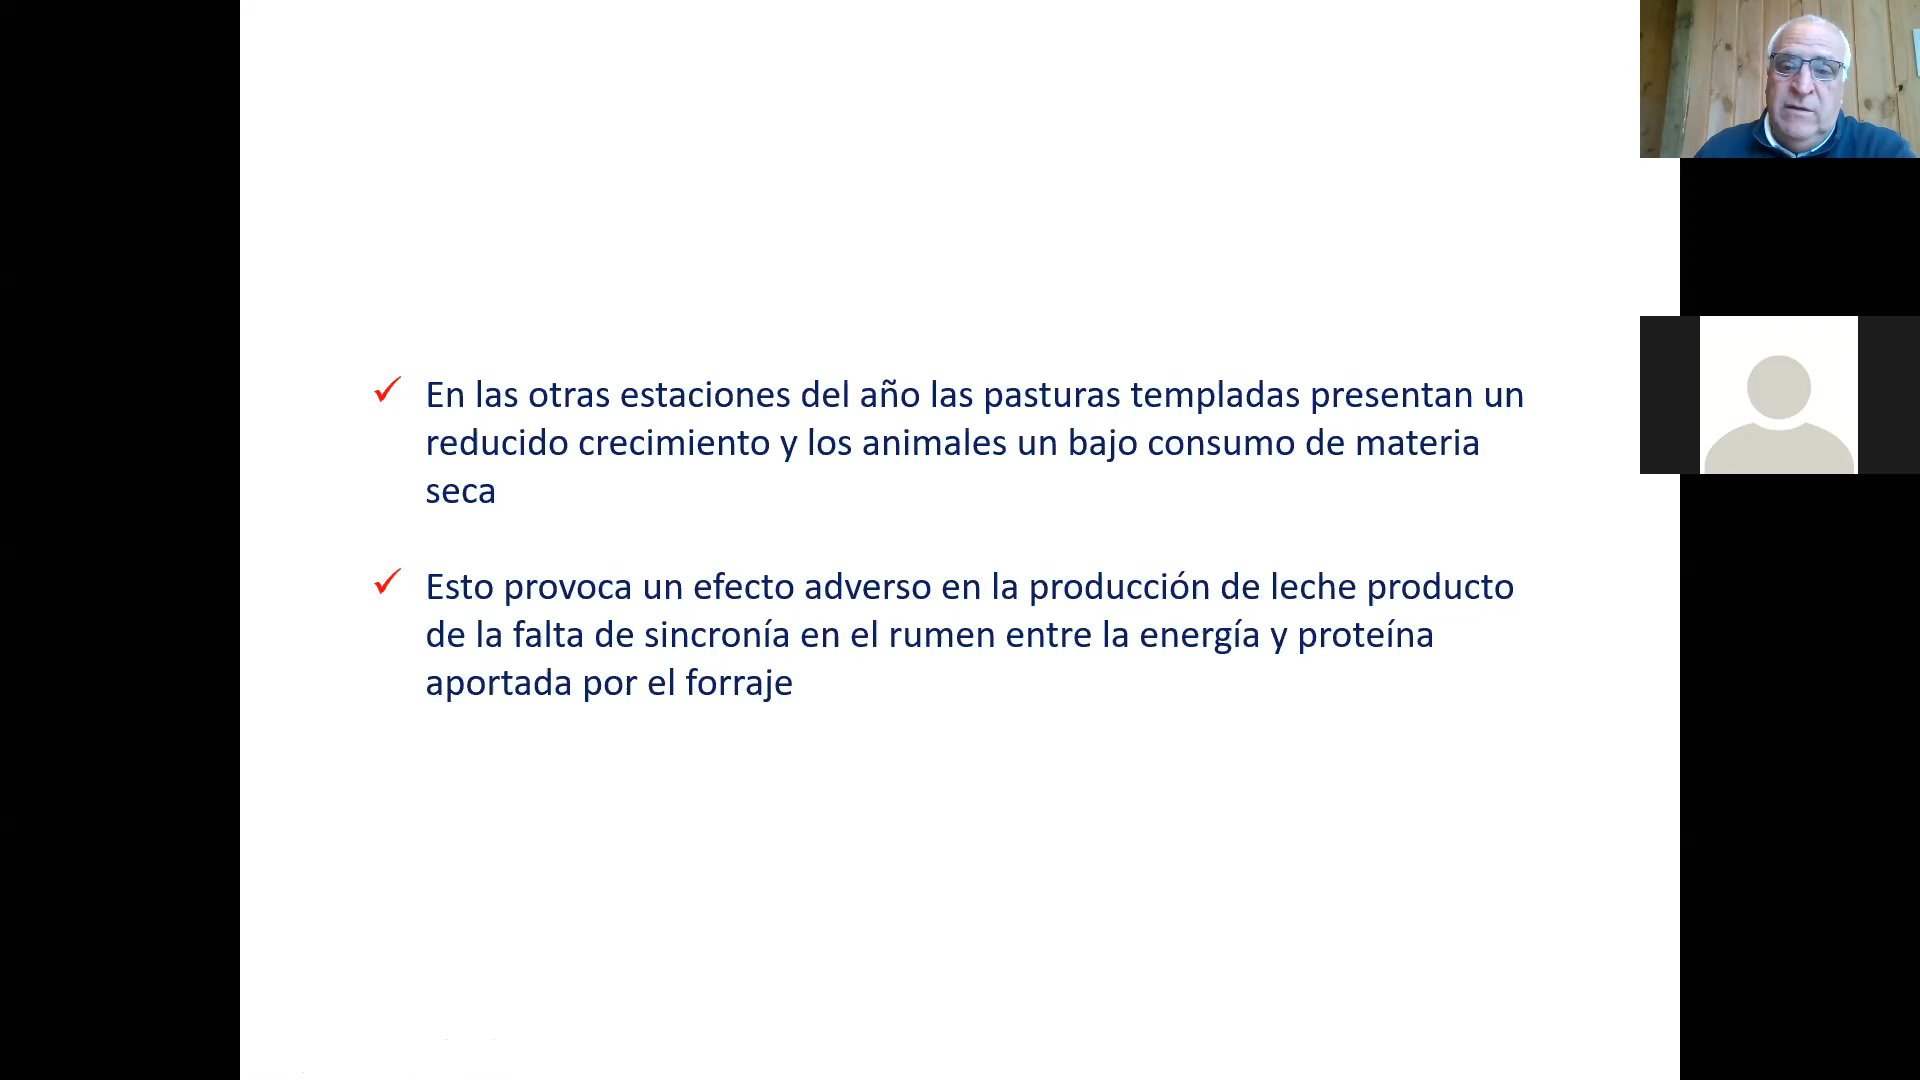 En las otras estaciones del año las pasturas templadas presentan un
reducido crecimiento y los animales un bajo consumo de materia
seca
Esto provoca un efecto adverso en la producción de leche producto
de la falta de sincronía en el rumen entre la energía y proteína
aportada por el forraje